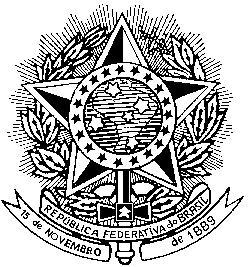 REPÚBLICA FEDERATIVA do BRASIL
15 de NOVEMBRO
de 1889